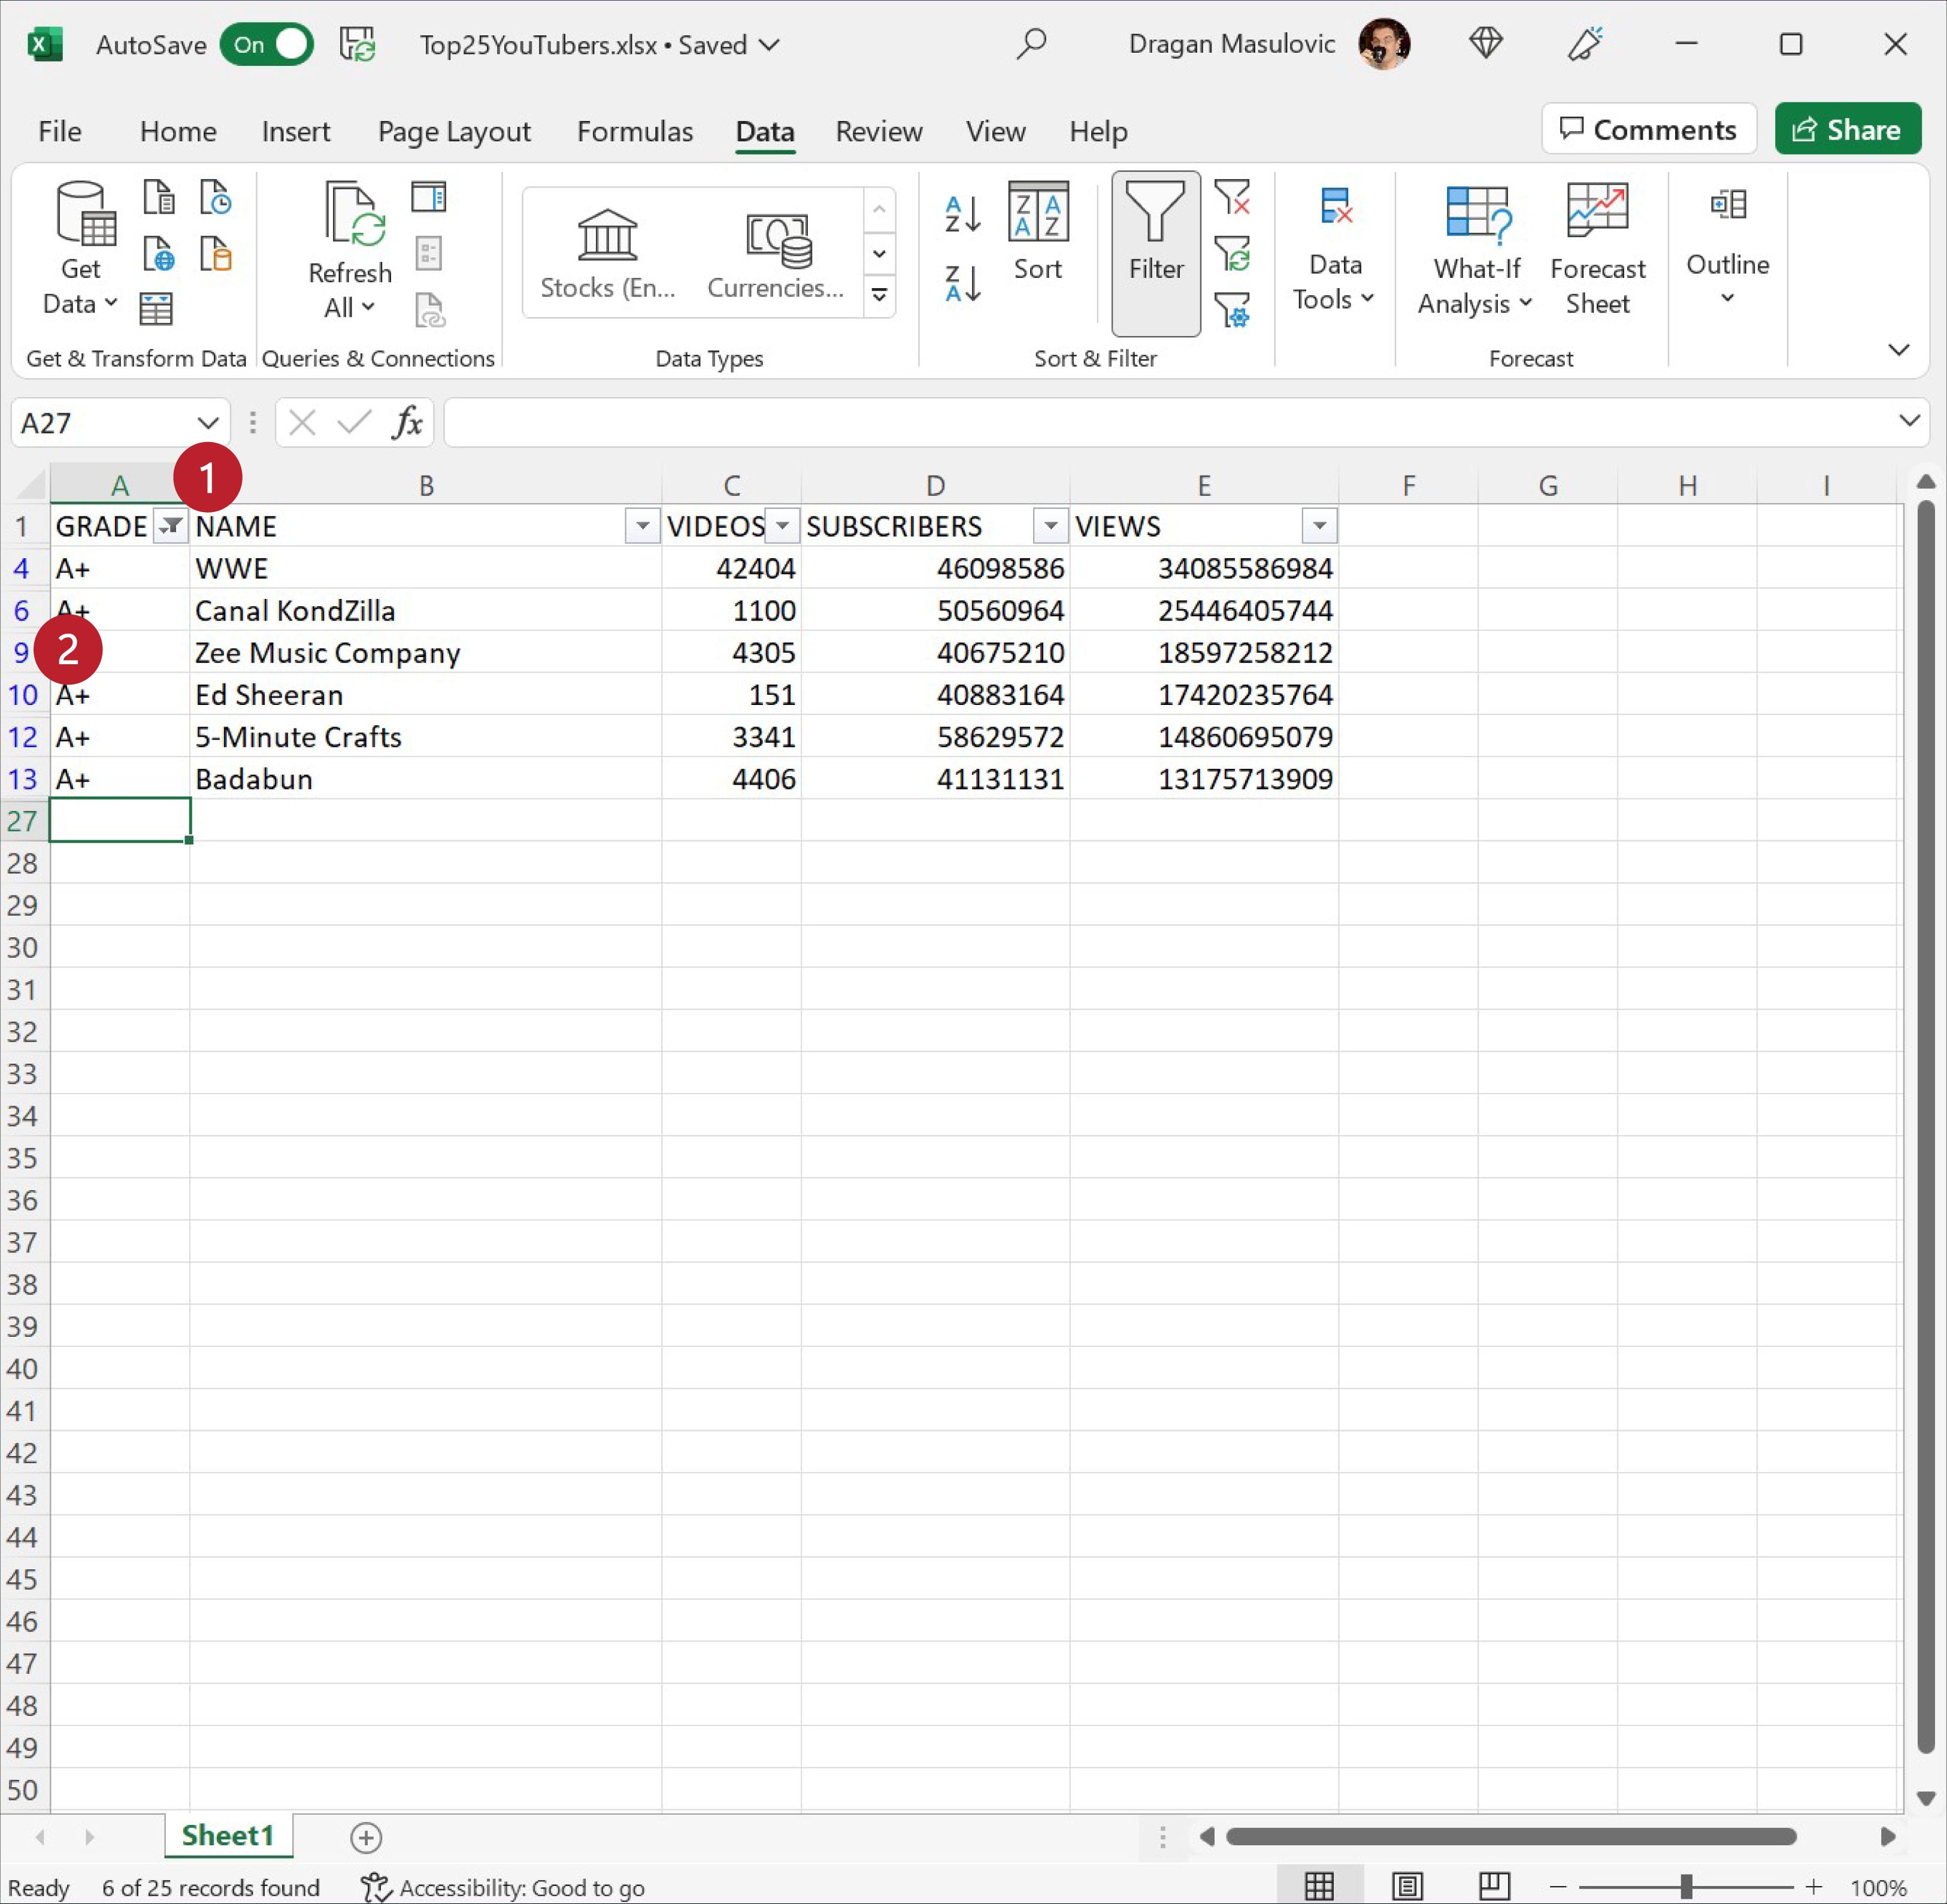 AutoSave On Top25YouTubers.xlsx • Saved Dragan Masulovic
File Home Insert Page Layout Formulas Data Review View Help Comments Share
Get Data
Refresh All
Stocks (En...
Currencies...
Sort
Filter
Data Tools
What-If Analysis
Forecast Sheet
Outline
Get & Transform Data Queries & Connections Data Types Sort & Filter Forecast
A27 fx
1
A B C D E F G H I
1 GRADE NAME VIDEOS SUBSCRIBERS VIEWS
4 A+ WWE 42404 46098586 34085586984
6 A+ Canal KondZilla 1100 50560964 25446405744
9 2 Zee Music Company 4305 40675210 18597258212
10 A+ Ed Sheeran 151 40883164 17420235764
12 A+ 5-Minute Crafts 3341 58629572 14860695079
13 A+ Badabun 4406 41131131 13175713909
27
28
29
30
31
32
33
34
35
36
37
38
39
40
41
42
43
44
45
46
47
48
49
50
Sheet1
Ready 6 of 25 records found Accessibility: Good to go 100%